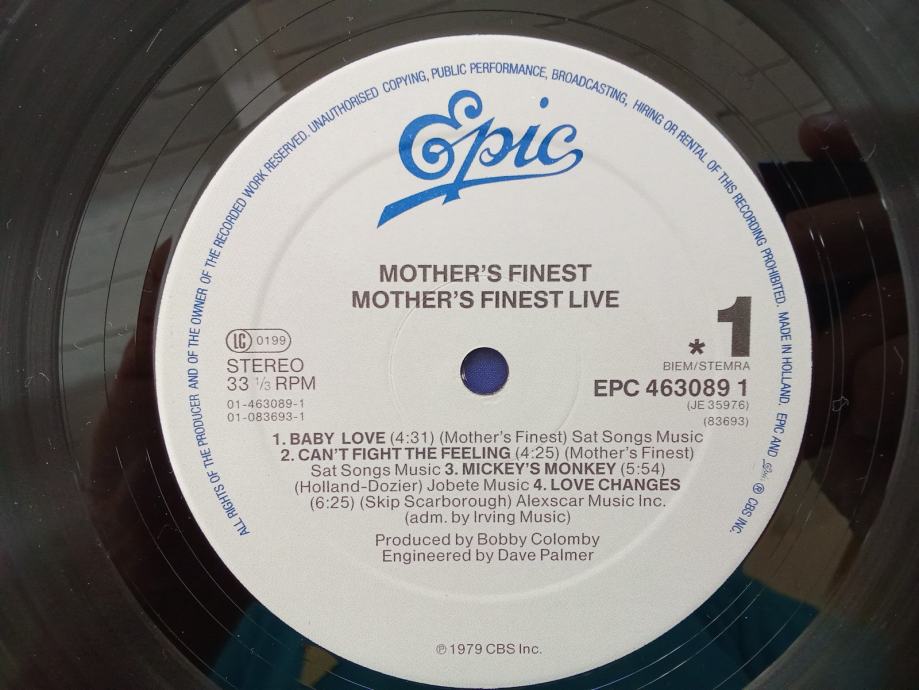 ALL RIGHTS OF THE PRODUCER AND OF THE OWNER OF THE RECORDED WORK RESERVED. UNAUTHORISED COPYING, PUBLIC PERFORMANCE, BROADCASTING, HIRING OR RENTAL OF THIS RECORDING PROHIBITED. MADE IN HOLLAND. EPIC AND Epic ® CBS INC.
Epic
MOTHER'S FINEST
MOTHER'S FINEST LIVE
LC 0199
STEREO
33 1/3 RPM
01-463089-1
01-083693-1
* 1
BIEM/STEMRA
EPC 463089 1
(JE 35976)
(83693)
1. BABY LOVE (4:31) (Mother's Finest) Sat Songs Music
2. CAN'T FIGHT THE FEELING (4:25) (Mother's Finest)
Sat Songs Music 3. MICKEY'S MONKEY (5:54)
(Holland-Dozier) Jobete Music 4. LOVE CHANGES
(6:25) (Skip Scarborough) Alexscar Music Inc.
(adm. by Irving Music)
Produced by Bobby Colomby
Engineered by Dave Palmer
℗ 1979 CBS Inc.